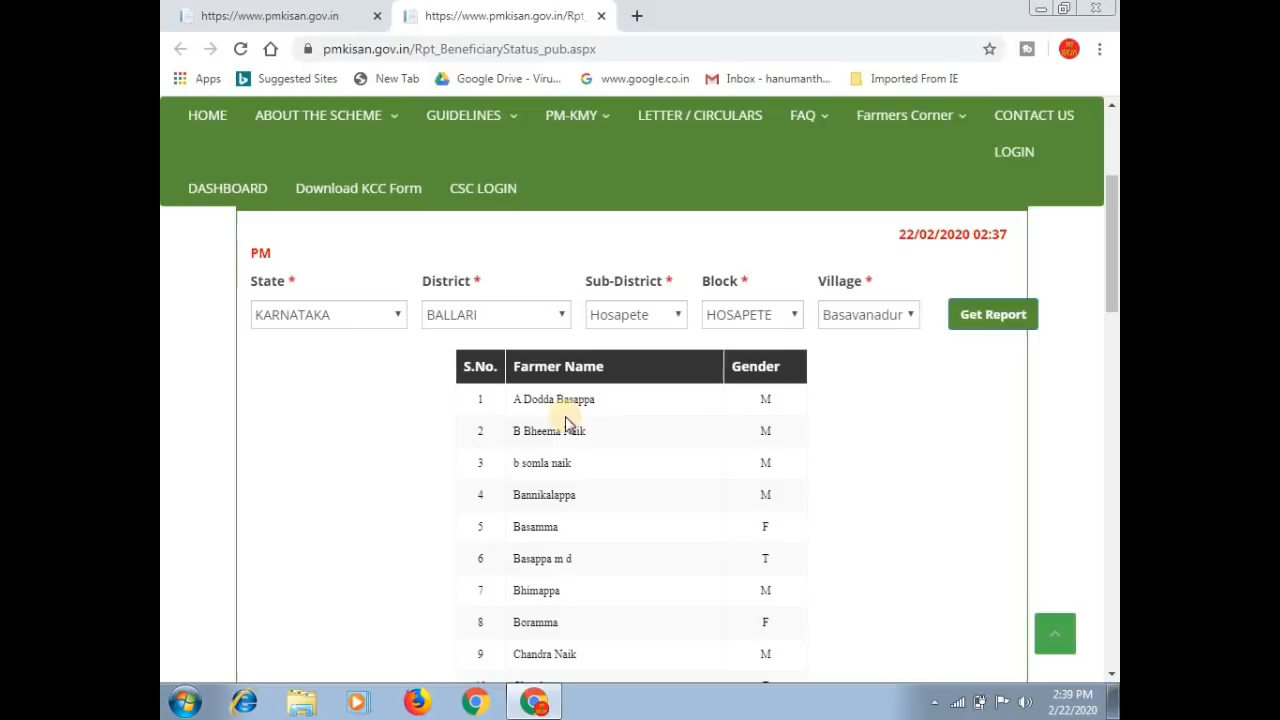 https://www.pmkisan.gov.in
https://www.pmkisan.gov.in/Rpt_
pmkisan.gov.in/Rpt_BeneficiaryStatus_pub.aspx
Apps Suggested Sites New Tab Google Drive - Viru... www.google.co.in Inbox - hanumanth... Imported From IE
HOME ABOUT THE SCHEME GUIDELINES PM-KMY LETTER / CIRCULARS FAQ Farmers Corner CONTACT US
LOGIN
DASHBOARD Download KCC Form CSC LOGIN
22/02/2020 02:37
PM
State * District * Sub-District * Block * Village *
KARNATAKA BALLARI Hosapete HOSAPETE Basavanadur Get Report
S.No. Farmer Name Gender
1 A Dodda Basappa M
2 B Bheema Naik M
3 b somla naik M
4 Bannikalappa M
5 Basamma F
6 Basappa m d T
7 Bhimappa M
8 Boramma F
9 Chandra Naik M
2:39 PM
2/22/2020